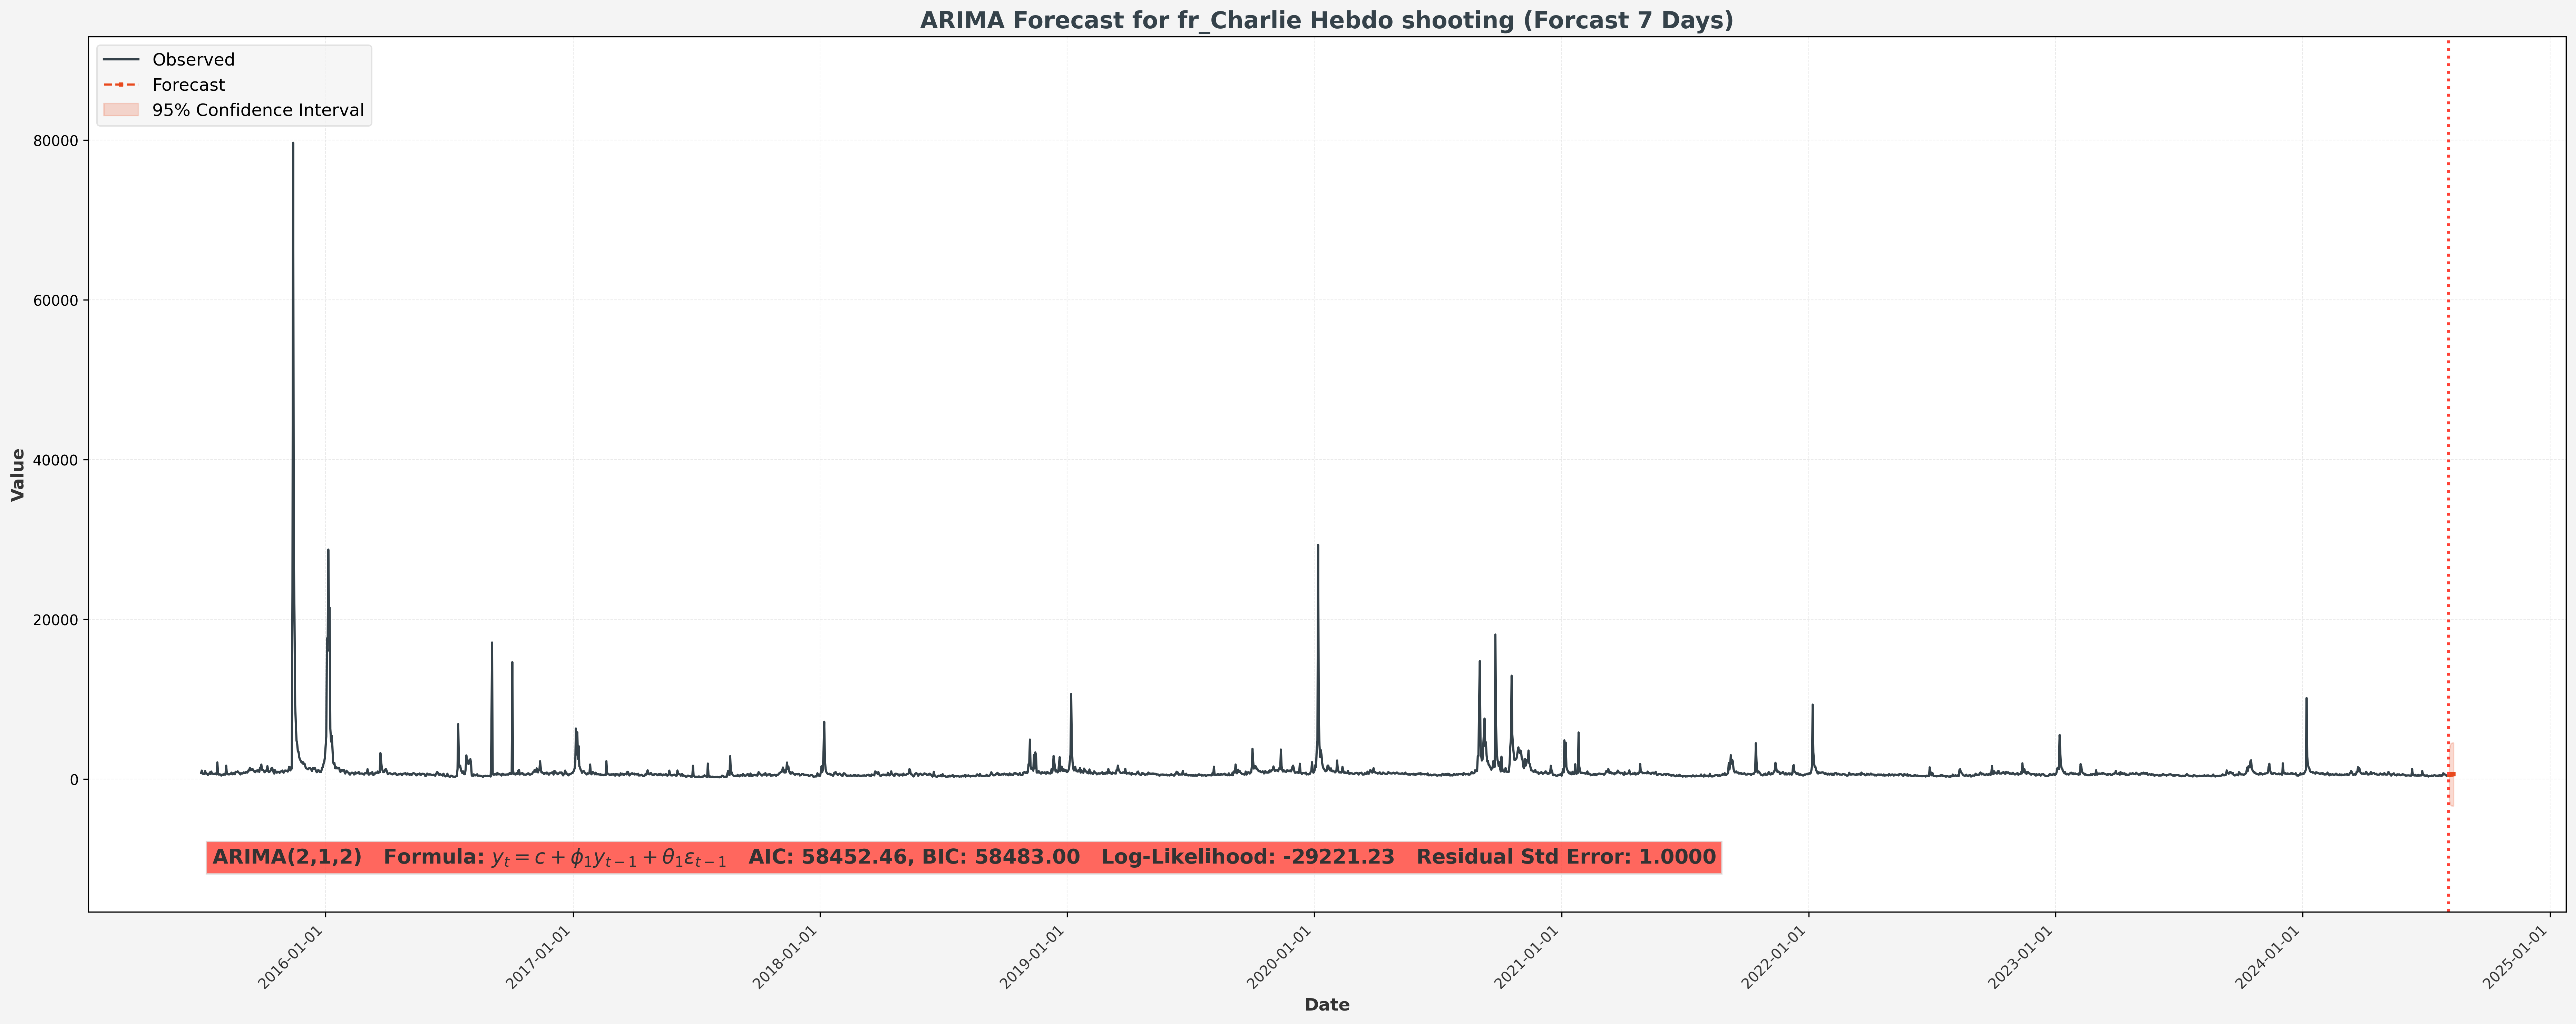 ARIMA Forecast for fr_Charlie Hebdo shooting (Forcast 7 Days)
Observed
Forecast
95% Confidence Interval
Value
80000
60000
40000
20000
0
ARIMA(2,1,2) Formula: y_t = c + ϕ_1 y_{t−1} + θ_1 ε_{t−1} AIC: 58452.46, BIC: 58483.00 Log-Likelihood: -29221.23 Residual Std Error: 1.0000
2016-01-01
2017-01-01
2018-01-01
2019-01-01
2020-01-01
2021-01-01
2022-01-01
2023-01-01
2024-01-01
2025-01-01
Date